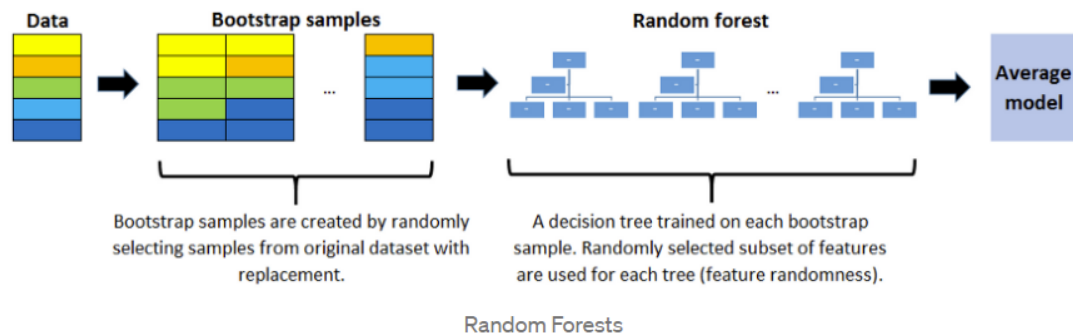 Data
Bootstrap samples
Random forest
...
...
Average
model
Bootstrap samples are created by randomly
selecting samples from original dataset with
replacement.
A decision tree trained on each bootstrap
sample. Randomly selected subset of features
are used for each tree (feature randomness).
Random Forests